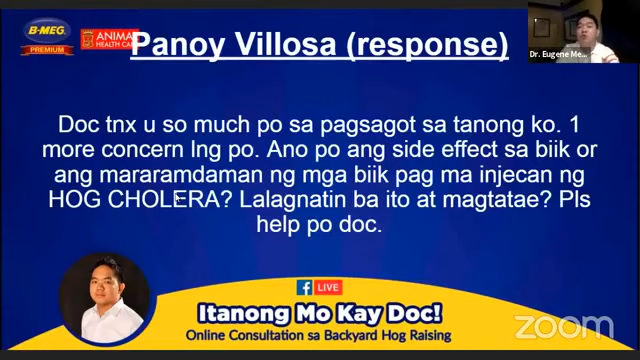 B-MEG
PREMIUM
ANIMAL
HEALTH CARE
Panoy Villosa (response)
Dr. Eugene Me...
Doc tnx u so much po sa pagsagot sa tanong ko. 1
more concern lng po. Ano po ang side effect sa biik or
ang mararamdaman ng mga biik pag ma injecan ng
HOG CHOLERA? Lalagnatin ba ito at magtatae? Pls
help po doc.
f LIVE
Itanong Mo Kay Doc!
Online Consultation sa Backyard Hog Raising
zoom